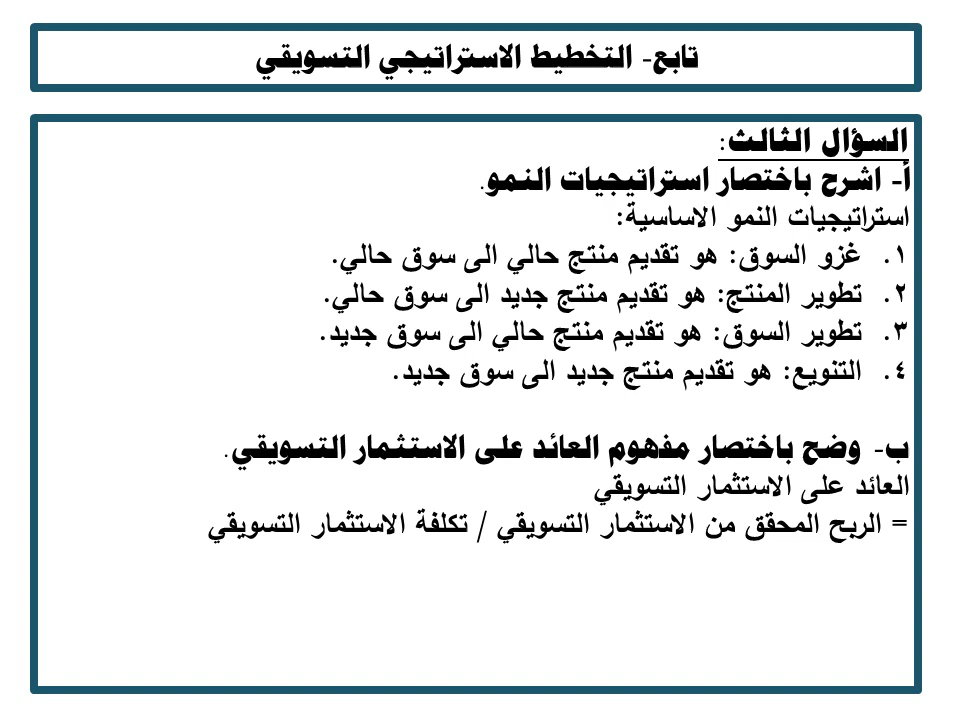 تابع- التخطيط الاستراتيجي التسويقي
السؤال الثالث:
أ- اشرح باختصار استراتيجيات النمو.
استراتيجيات النمو الاساسية:
١. غزو السوق: هو تقديم منتج حالي الى سوق حالي.
٢. تطوير المنتج: هو تقديم منتج جديد الى سوق حالي.
٣. تطوير السوق: هو تقديم منتج حالي الى سوق جديد.
٤. التنويع: هو تقديم منتج جديد الى سوق جديد.
ب- وضح باختصار مفهوم العائد على الاستثمار التسويقي.
العائد على الاستثمار التسويقي
= الربح المحقق من الاستثمار التسويقي / تكلفة الاستثمار التسويقي